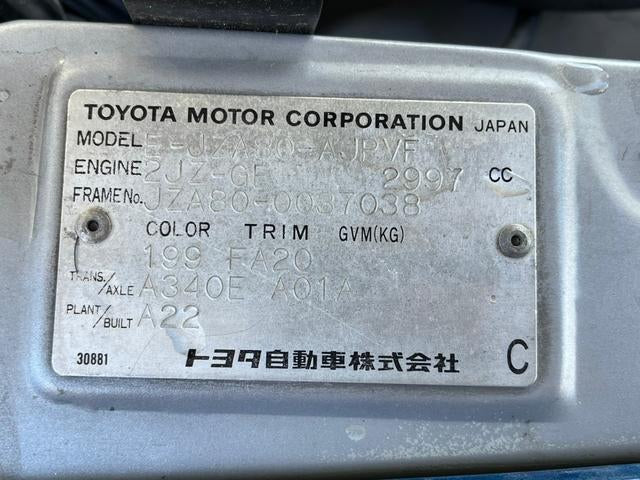 TOYOTA MOTOR CORPORATION JAPAN
MODEL E-JZA80-AJPVF
ENGINE 2JZ-GE 2997 CC
FRAME No. JZA80-0037038
COLOR TRIM GVM(KG)
199 FA20
TRANS./AXLE A340E A01A
PLANT/BUILT A22
30881 トヨタ自動車株式会社 C